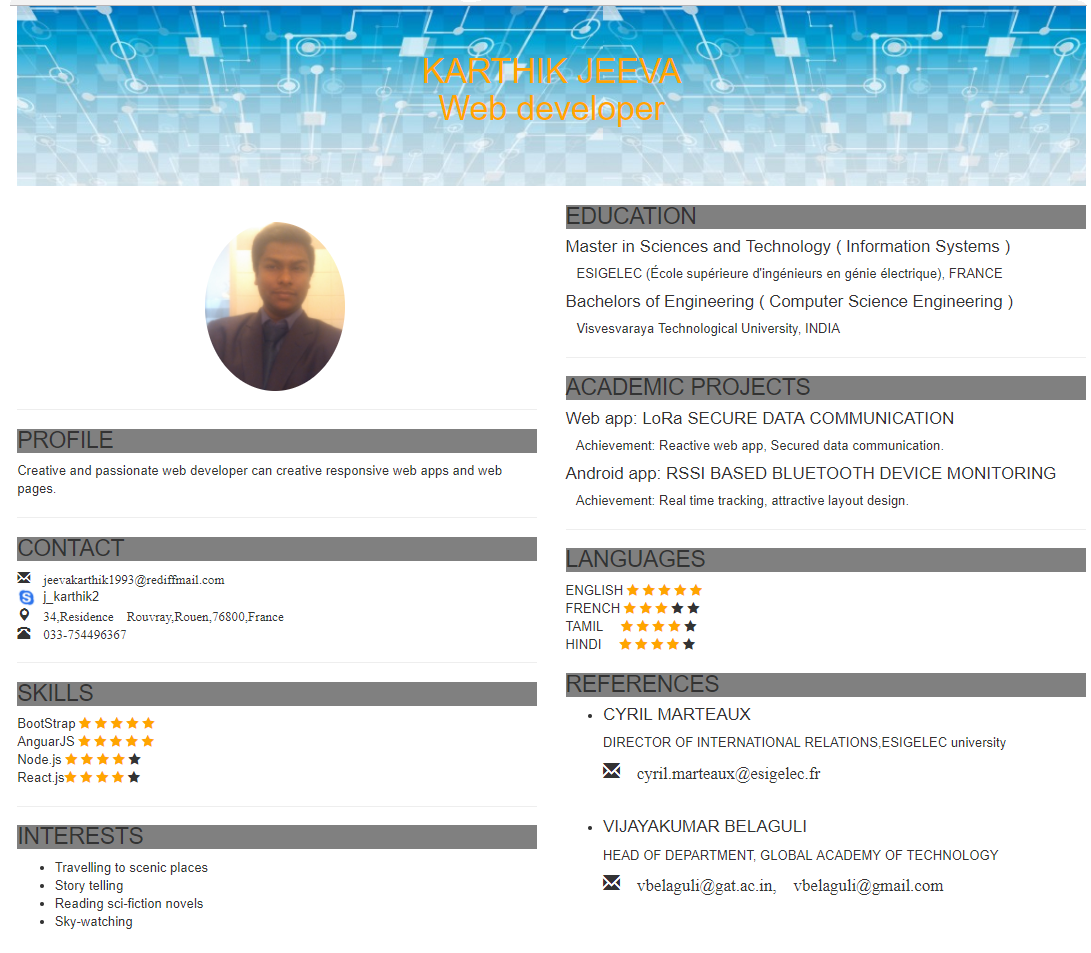 KARTHIK JEEVA
Web developer
PROFILE
Creative and passionate web developer can creative responsive web apps and web
pages.
CONTACT
jeevakarthik1993@rediffmail.com
j_karthik2
34,Residence Rouvray,Rouen,76800,France
033-754496367
SKILLS
BootStrap
AnguarJS
Node.js
React.js
INTERESTS
Travelling to scenic places
Story telling
Reading sci-fiction novels
Sky-watching
EDUCATION
Master in Sciences and Technology ( Information Systems )
ESIGELEC (École supérieure d'ingénieurs en génie électrique), FRANCE
Bachelors of Engineering ( Computer Science Engineering )
Visvesvaraya Technological University, INDIA
ACADEMIC PROJECTS
Web app: LoRa SECURE DATA COMMUNICATION
Achievement: Reactive web app, Secured data communication.
Android app: RSSI BASED BLUETOOTH DEVICE MONITORING
Achievement: Real time tracking, attractive layout design.
LANGUAGES
ENGLISH
FRENCH
TAMIL
HINDI
REFERENCES
CYRIL MARTEAUX
DIRECTOR OF INTERNATIONAL RELATIONS,ESIGELEC university
cyril.marteaux@esigelec.fr
VIJAYAKUMAR BELAGULI
HEAD OF DEPARTMENT, GLOBAL ACADEMY OF TECHNOLOGY
vbelaguli@gat.ac.in, vbelaguli@gmail.com